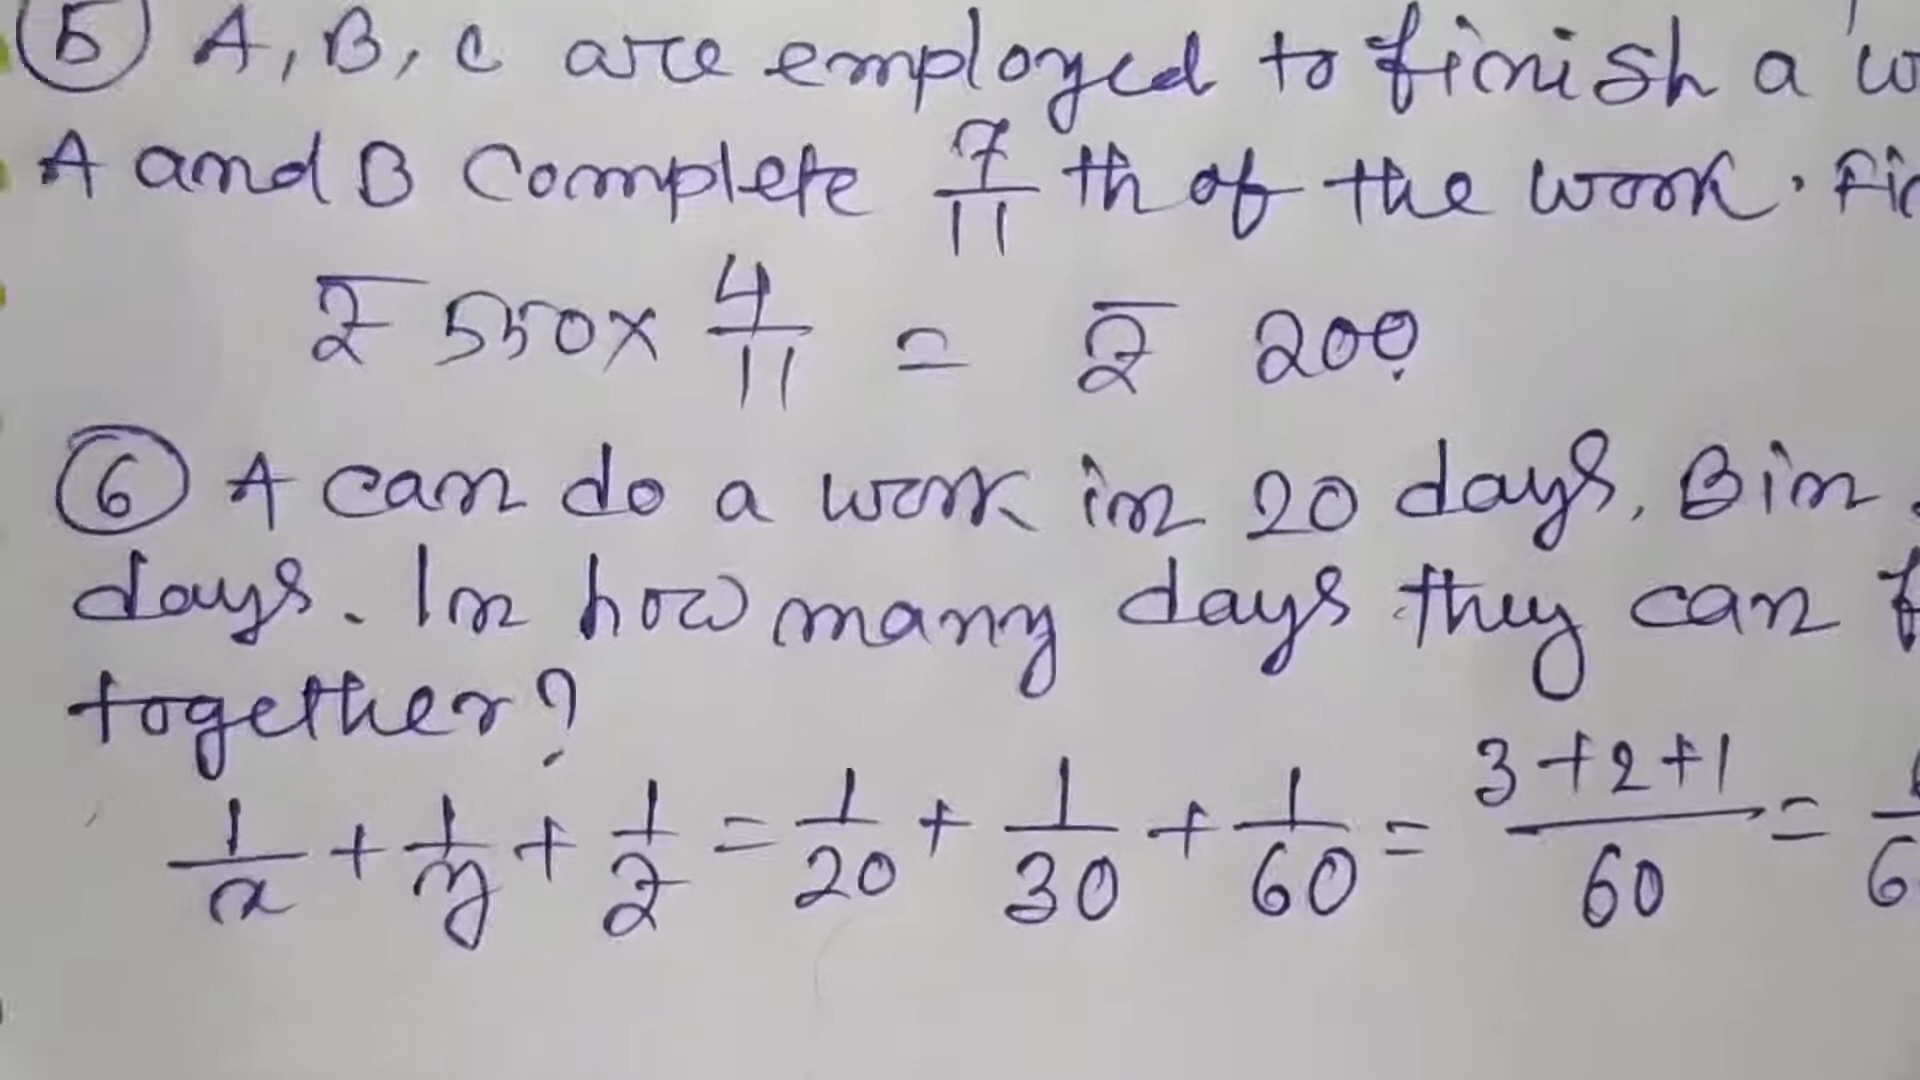 5 A, B, C are employed to finish a
A and B Complete 7/11 th of the work.
₹ 550 × 4/11 = ₹ 200
6 A can do a work in 20 days, B in
days. In how many days they can
together?
1/x + 1/y + 1/z = 1/20 + 1/30 + 1/60 = 3+2+1/60 =